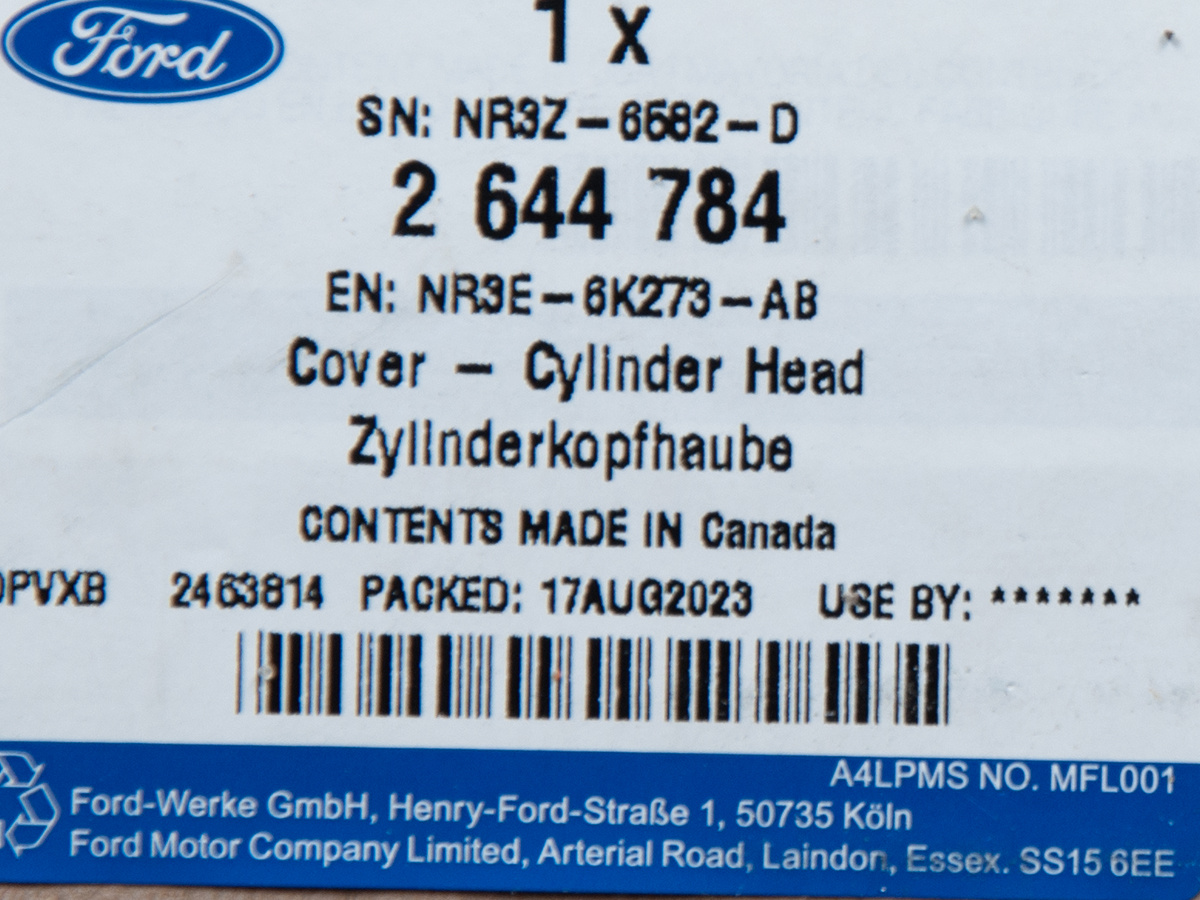 Ford
1 x
SN: NR3Z-6582-D
2 644 784
EN: NR3E-6K273-AB
Cover - Cylinder Head
Zylinderkopfhaube
CONTENTS MADE IN Canada
PVXB 2463814 PACKED: 17AUG2023 USE BY: *******
A4LPMS NO. MFL001
Ford-Werke GmbH, Henry-Ford-Straße 1, 50735 Köln
Ford Motor Company Limited, Arterial Road, Laindon, Essex. SS15 6EE